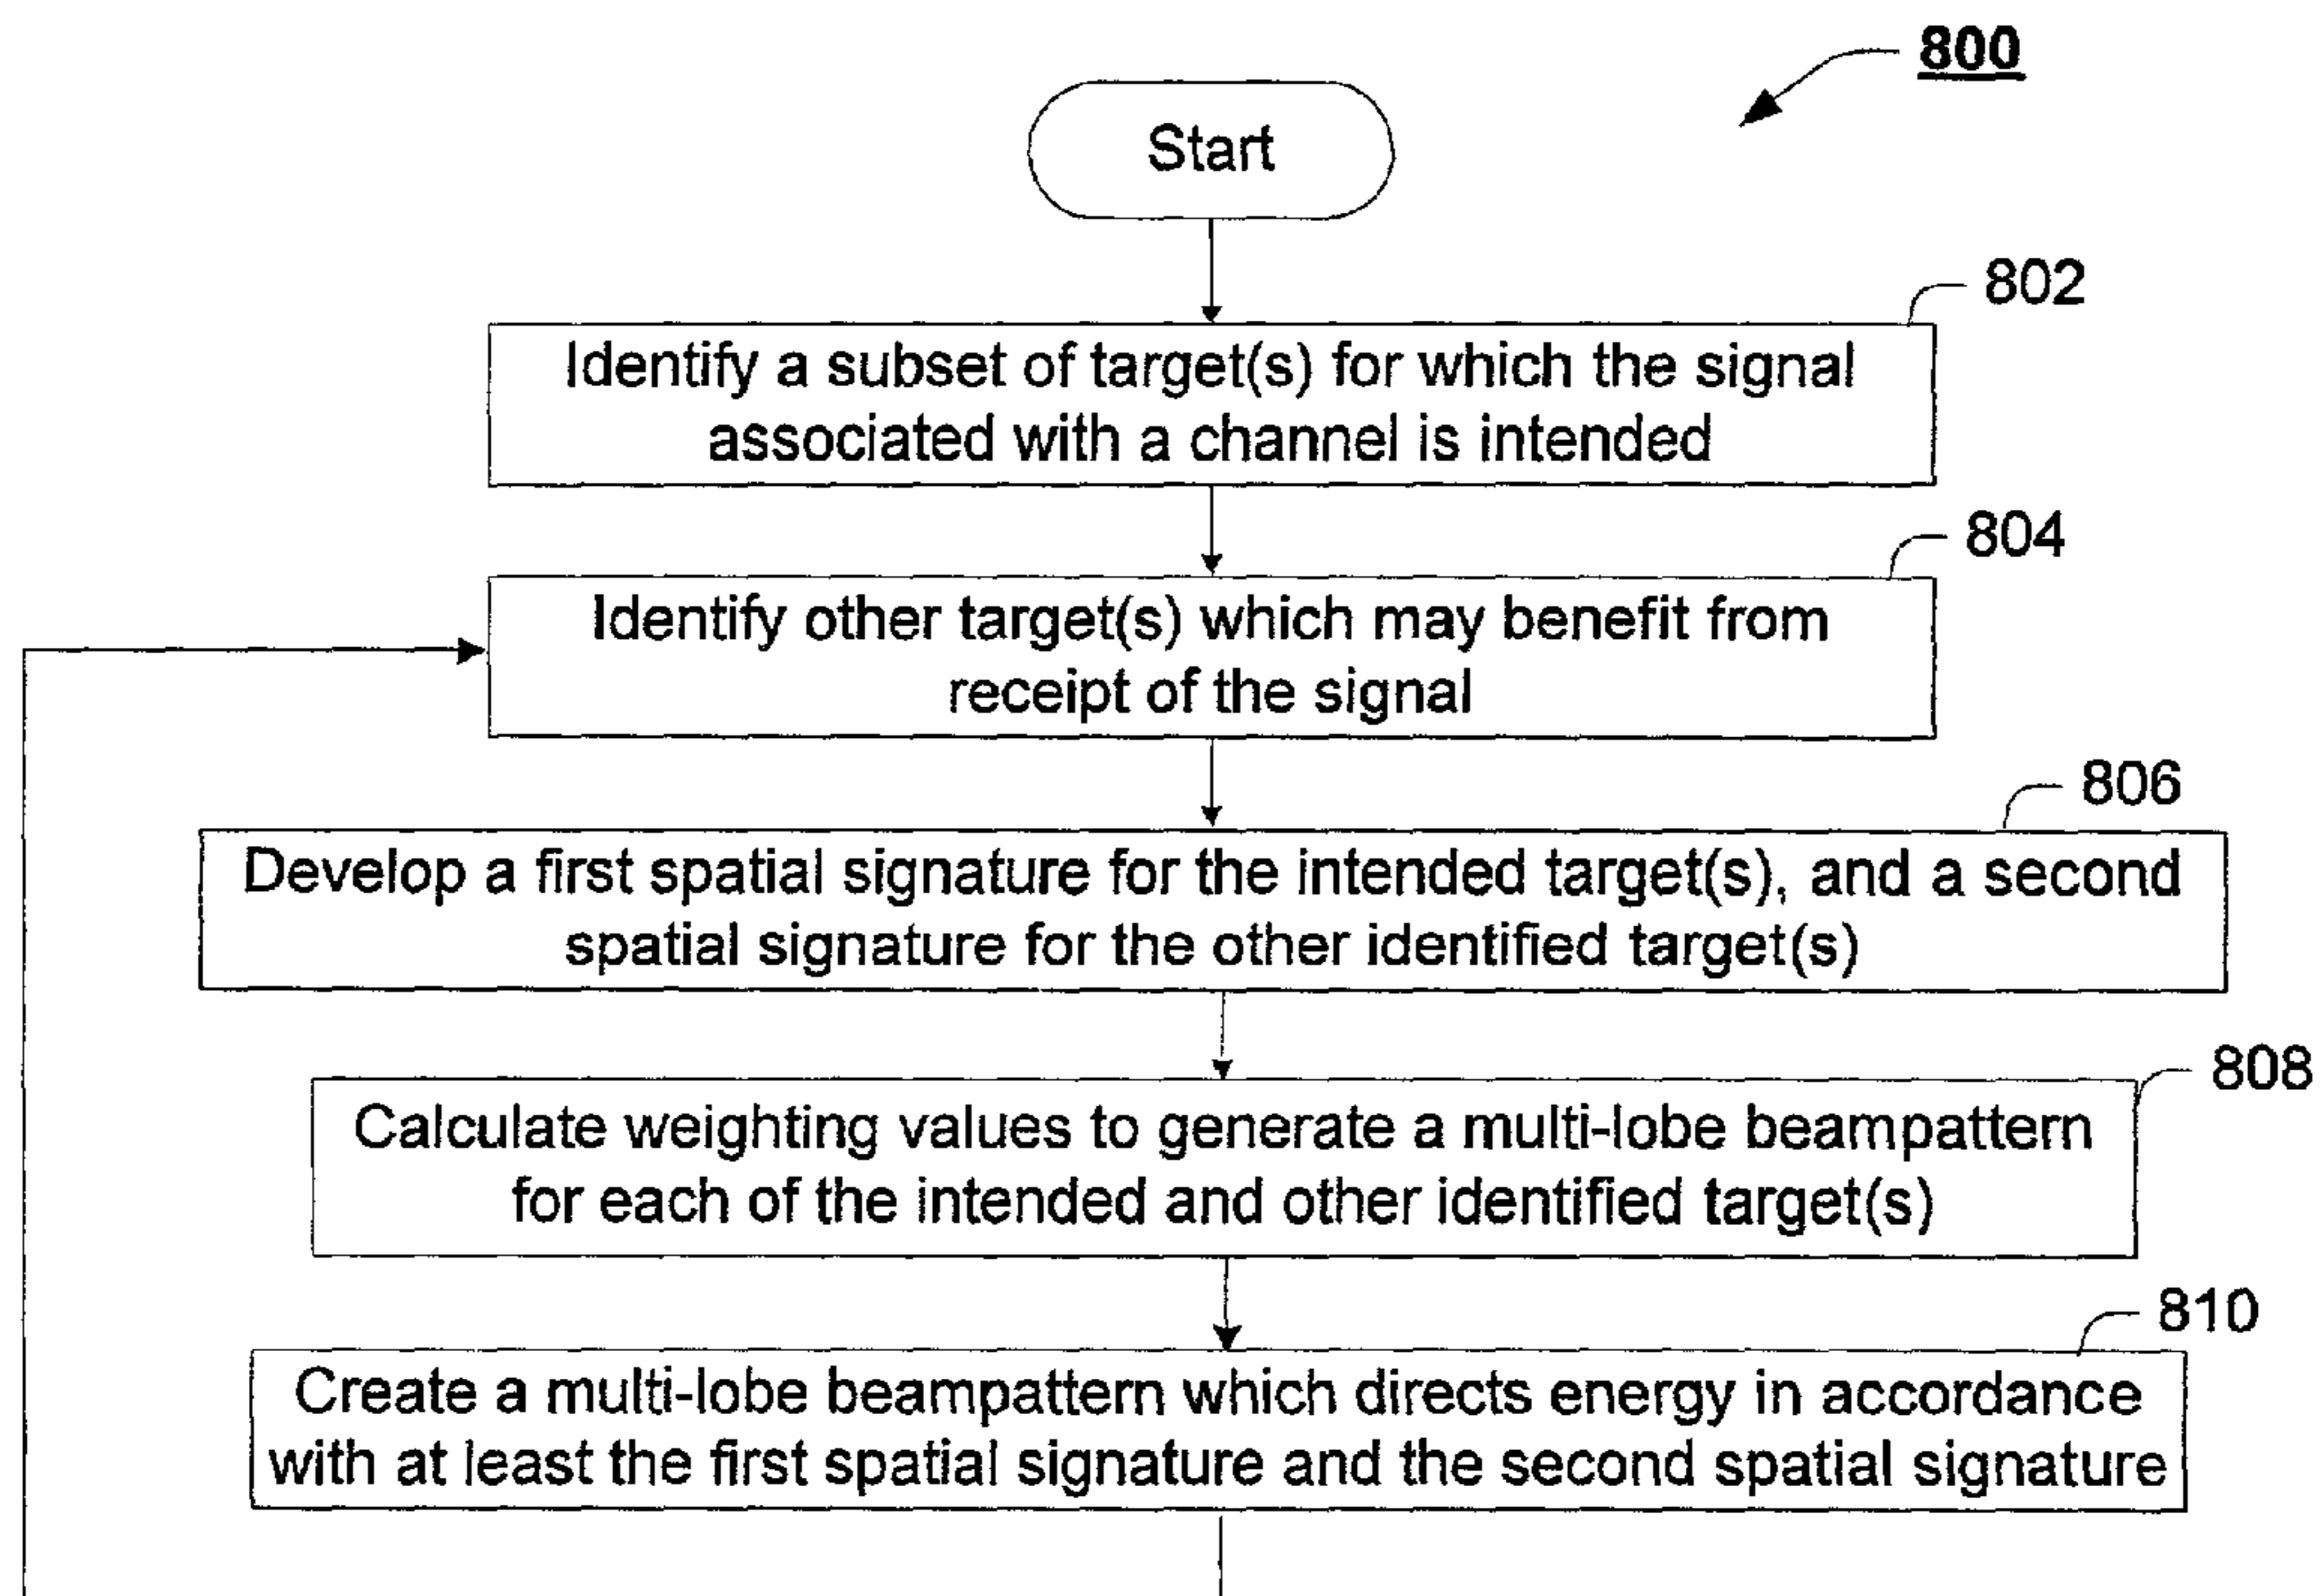 800
Start
802
Identify a subset of target(s) for which the signal
associated with a channel is intended
804
Identify other target(s) which may benefit from
receipt of the signal
806
Develop a first spatial signature for the intended target(s), and a second
spatial signature for the other identified target(s)
808
Calculate weighting values to generate a multi-lobe beampattern
for each of the intended and other identified target(s)
810
Create a multi-lobe beampattern which directs energy in accordance
with at least the first spatial signature and the second spatial signature